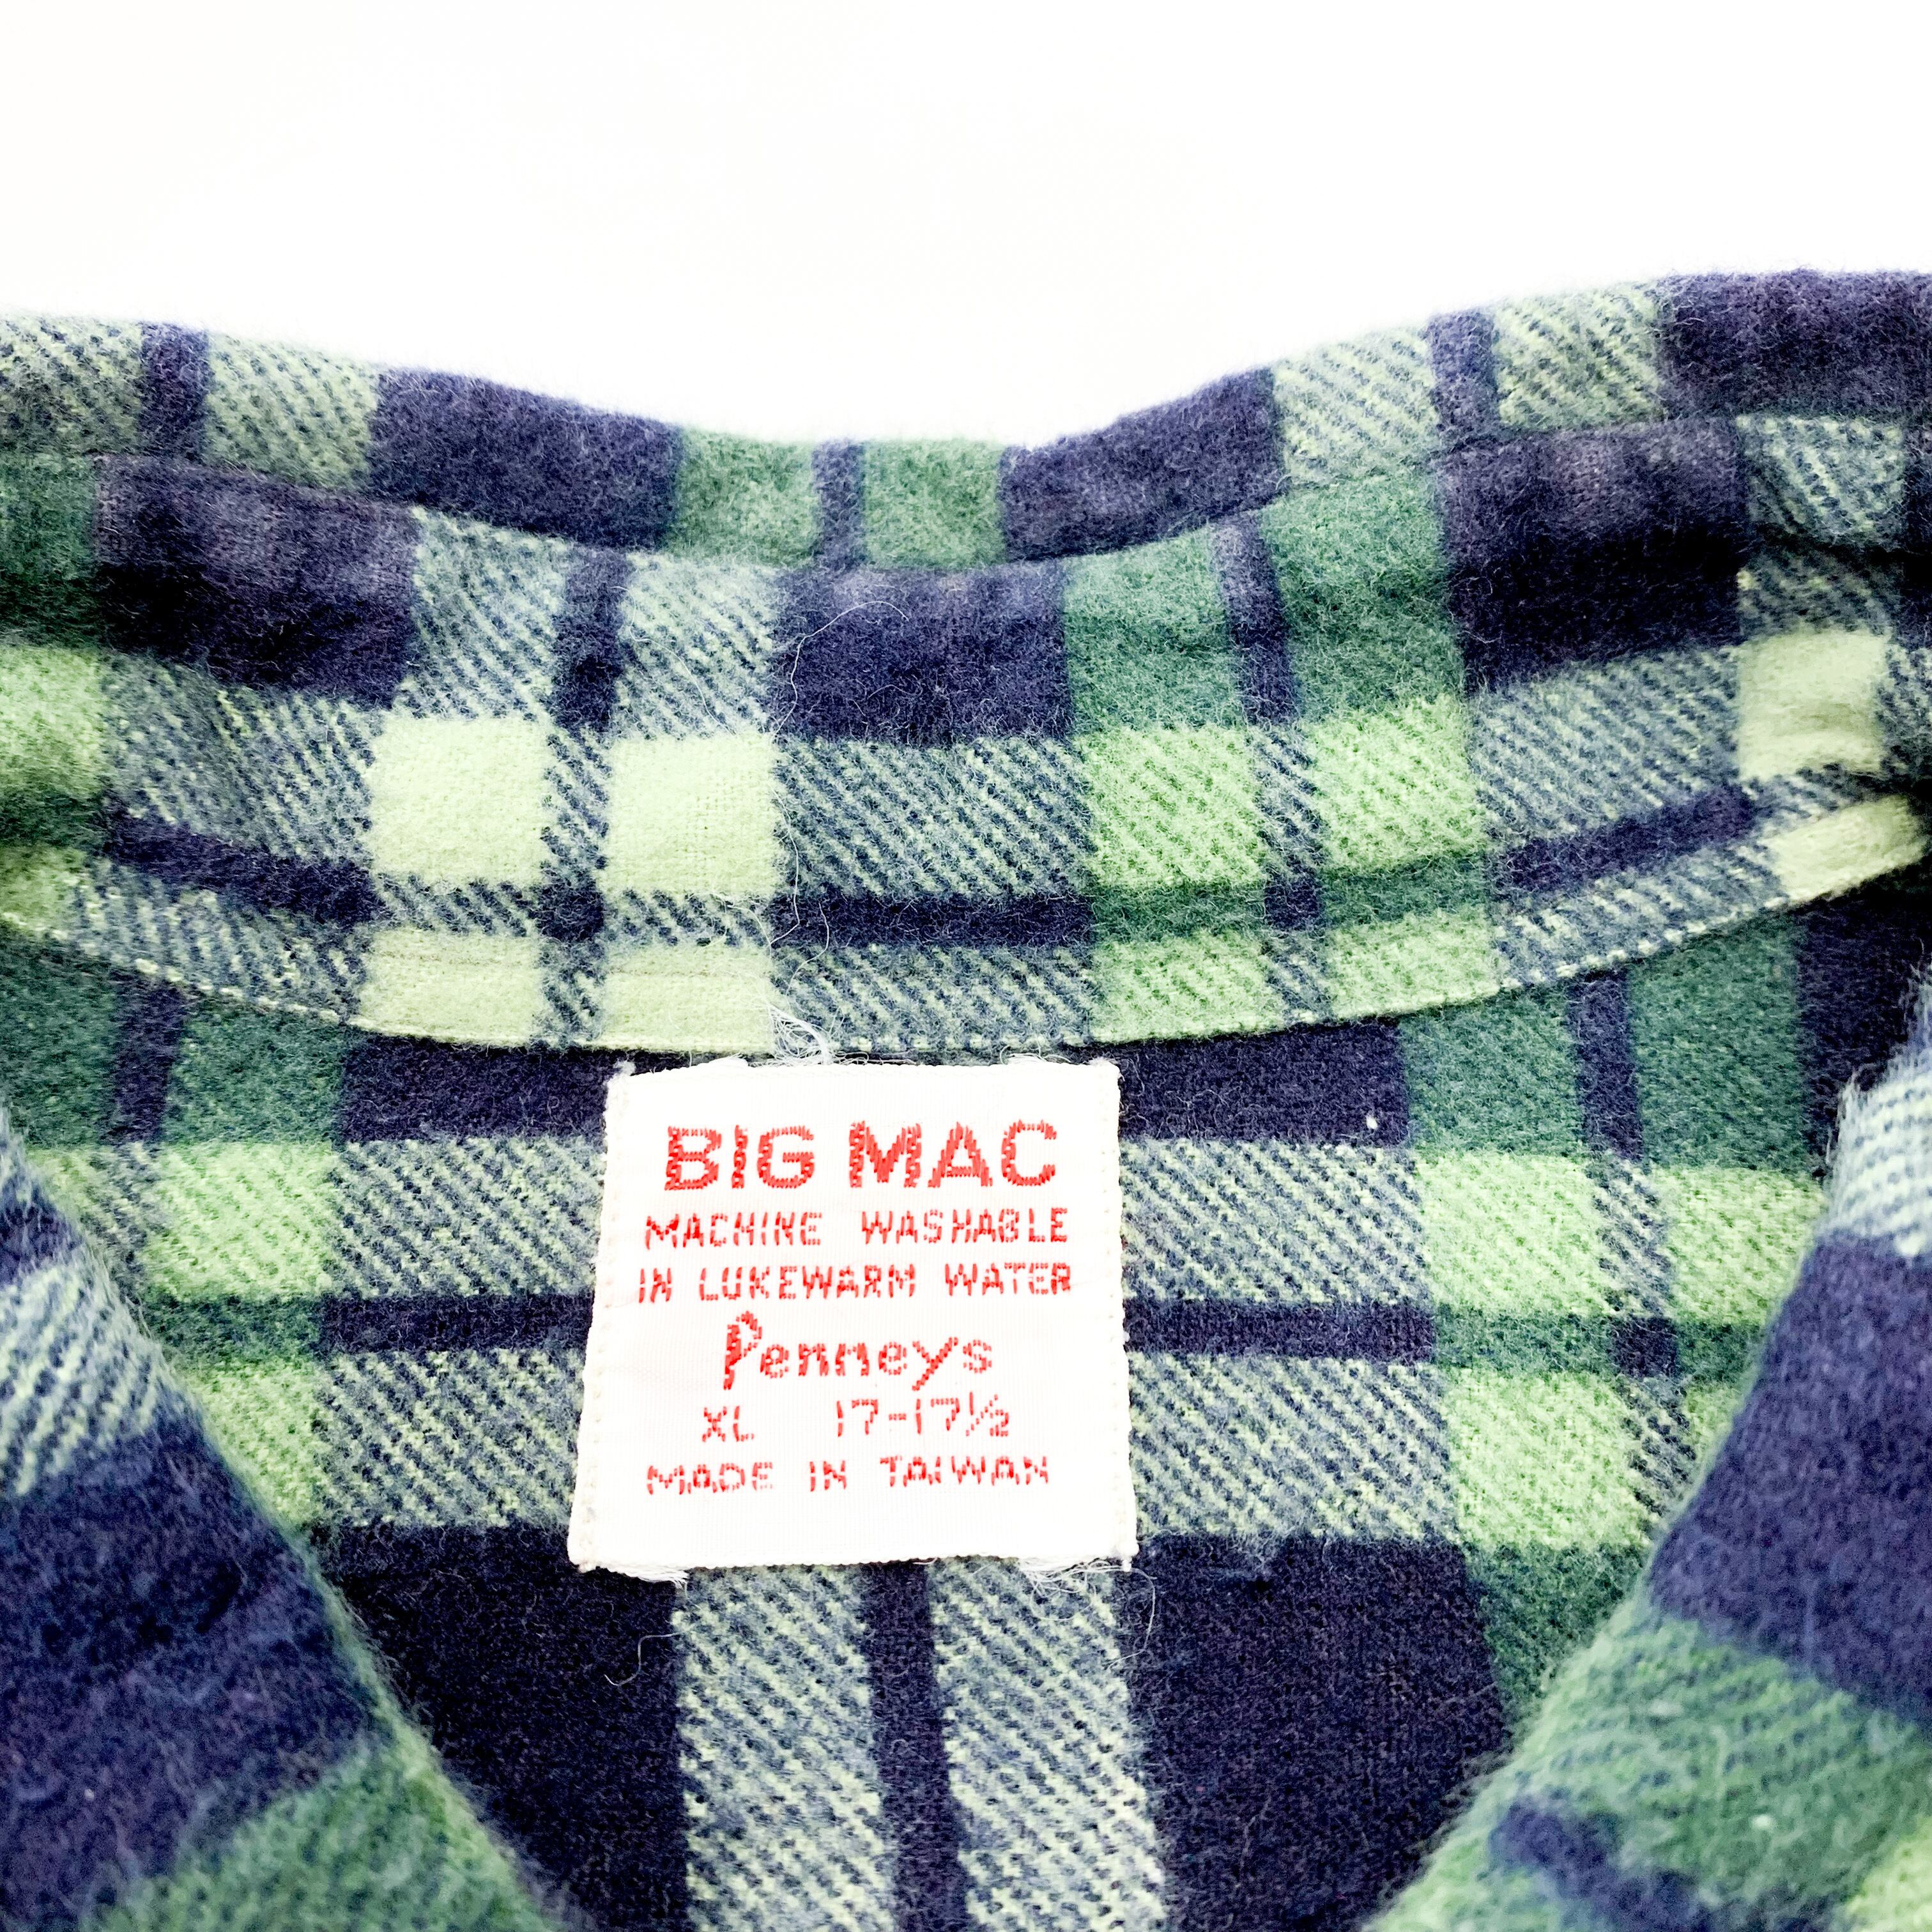 BIG MAC
MACHINE WASHABLE
IN LUKEWARM WATER
Penneys
XL 17-17½
MADE IN TAIWAN